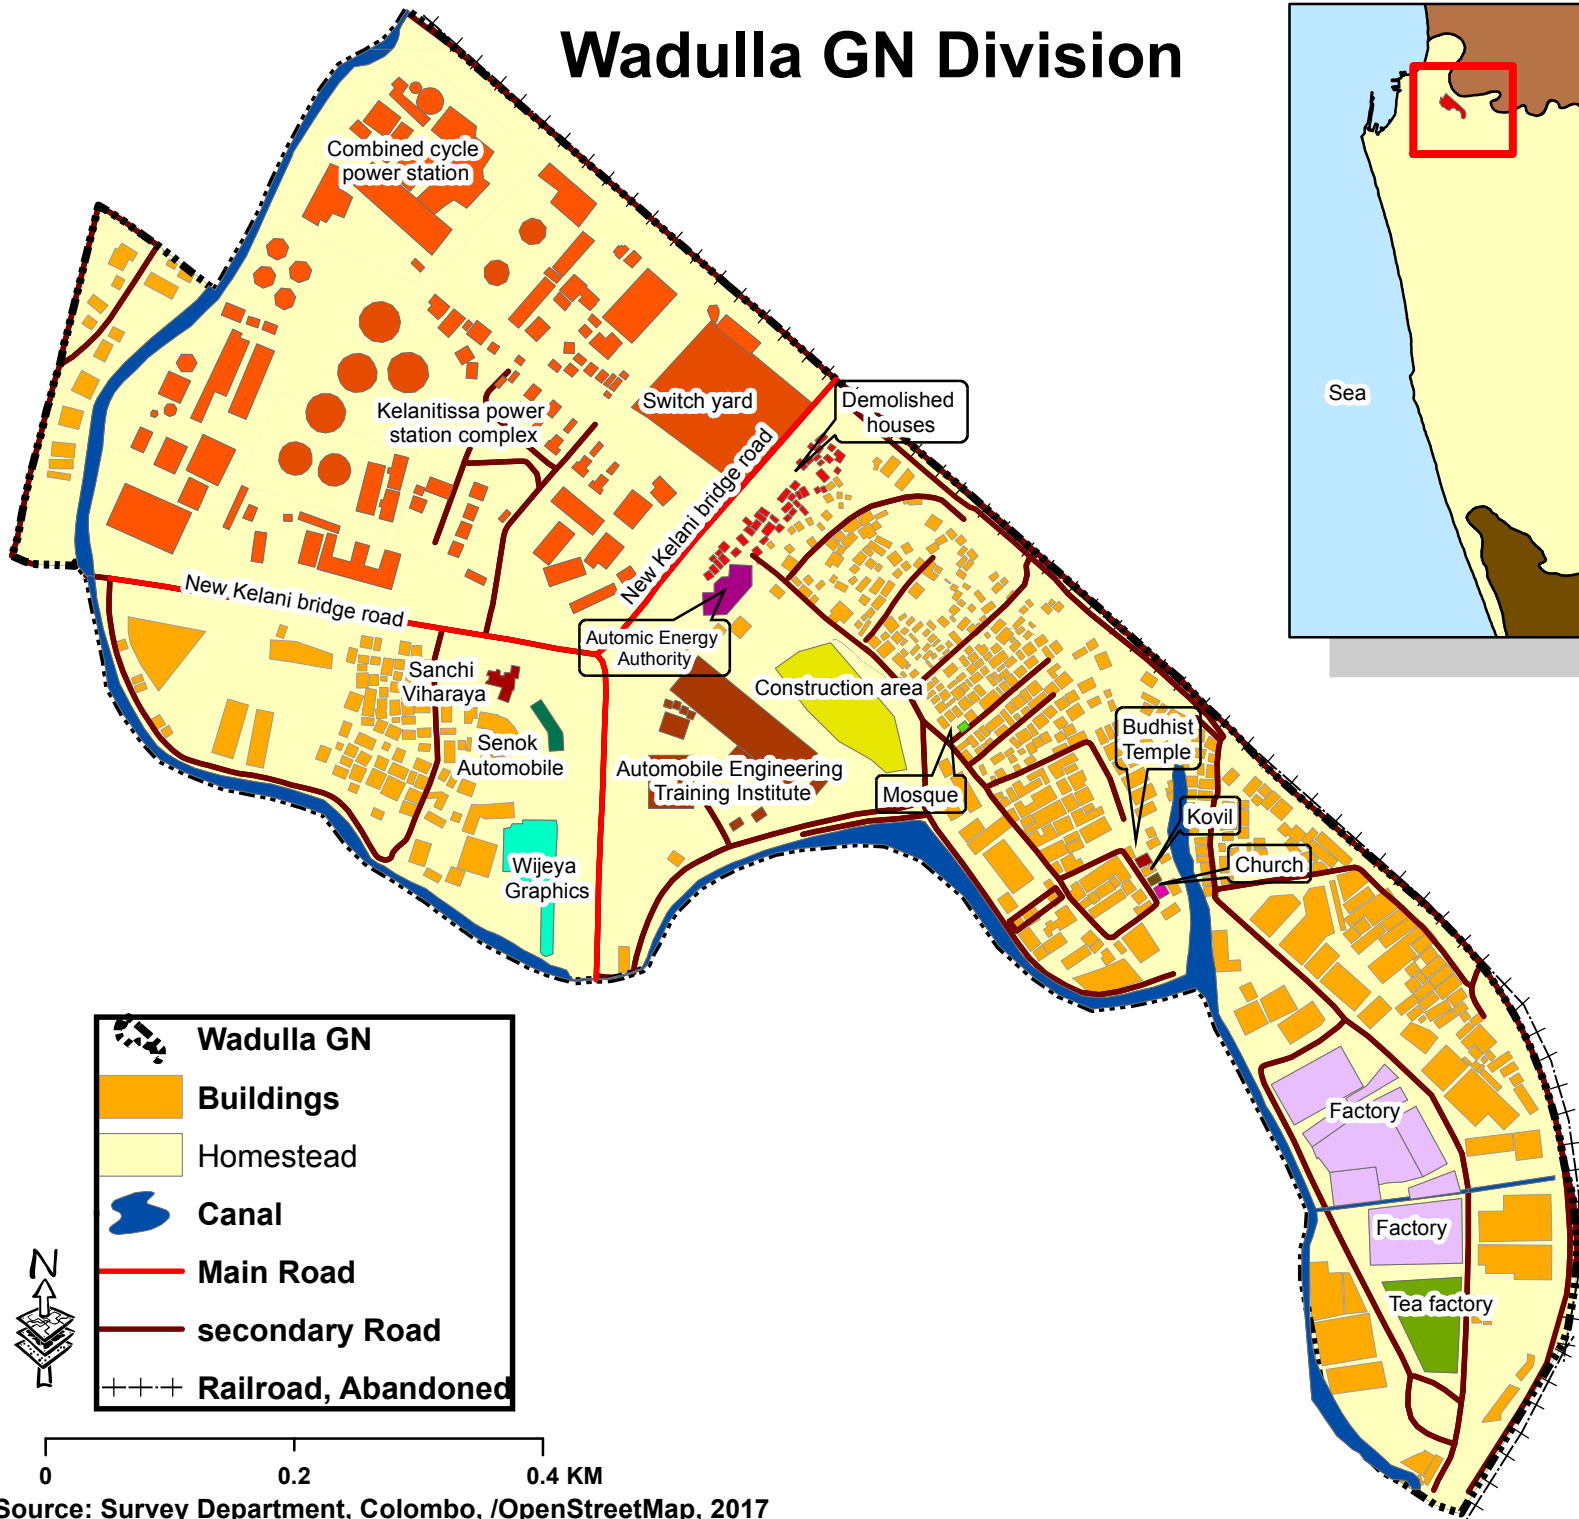 Wadulla GN Division
Combined cycle
power station
Sea
Switch yard
Demolished
houses
Kelanitissa power
station complex
New Kelani bridge road
New Kelani bridge road
Automic Energy
Authority
Sanchi
Viharaya
Construction area
Budhist
Temple
Senok
Automobile
Automobile Engineering
Training Institute
Mosque
Kovil
Church
Wijeya
Graphics
Wadulla GN
Buildings
Homestead
Canal
Main Road
secondary Road
Railroad, Abandoned
N
Factory
Factory
Tea factory
0 0.2 0.4 KM
Source: Survey Department, Colombo, /OpenStreetMap, 2017